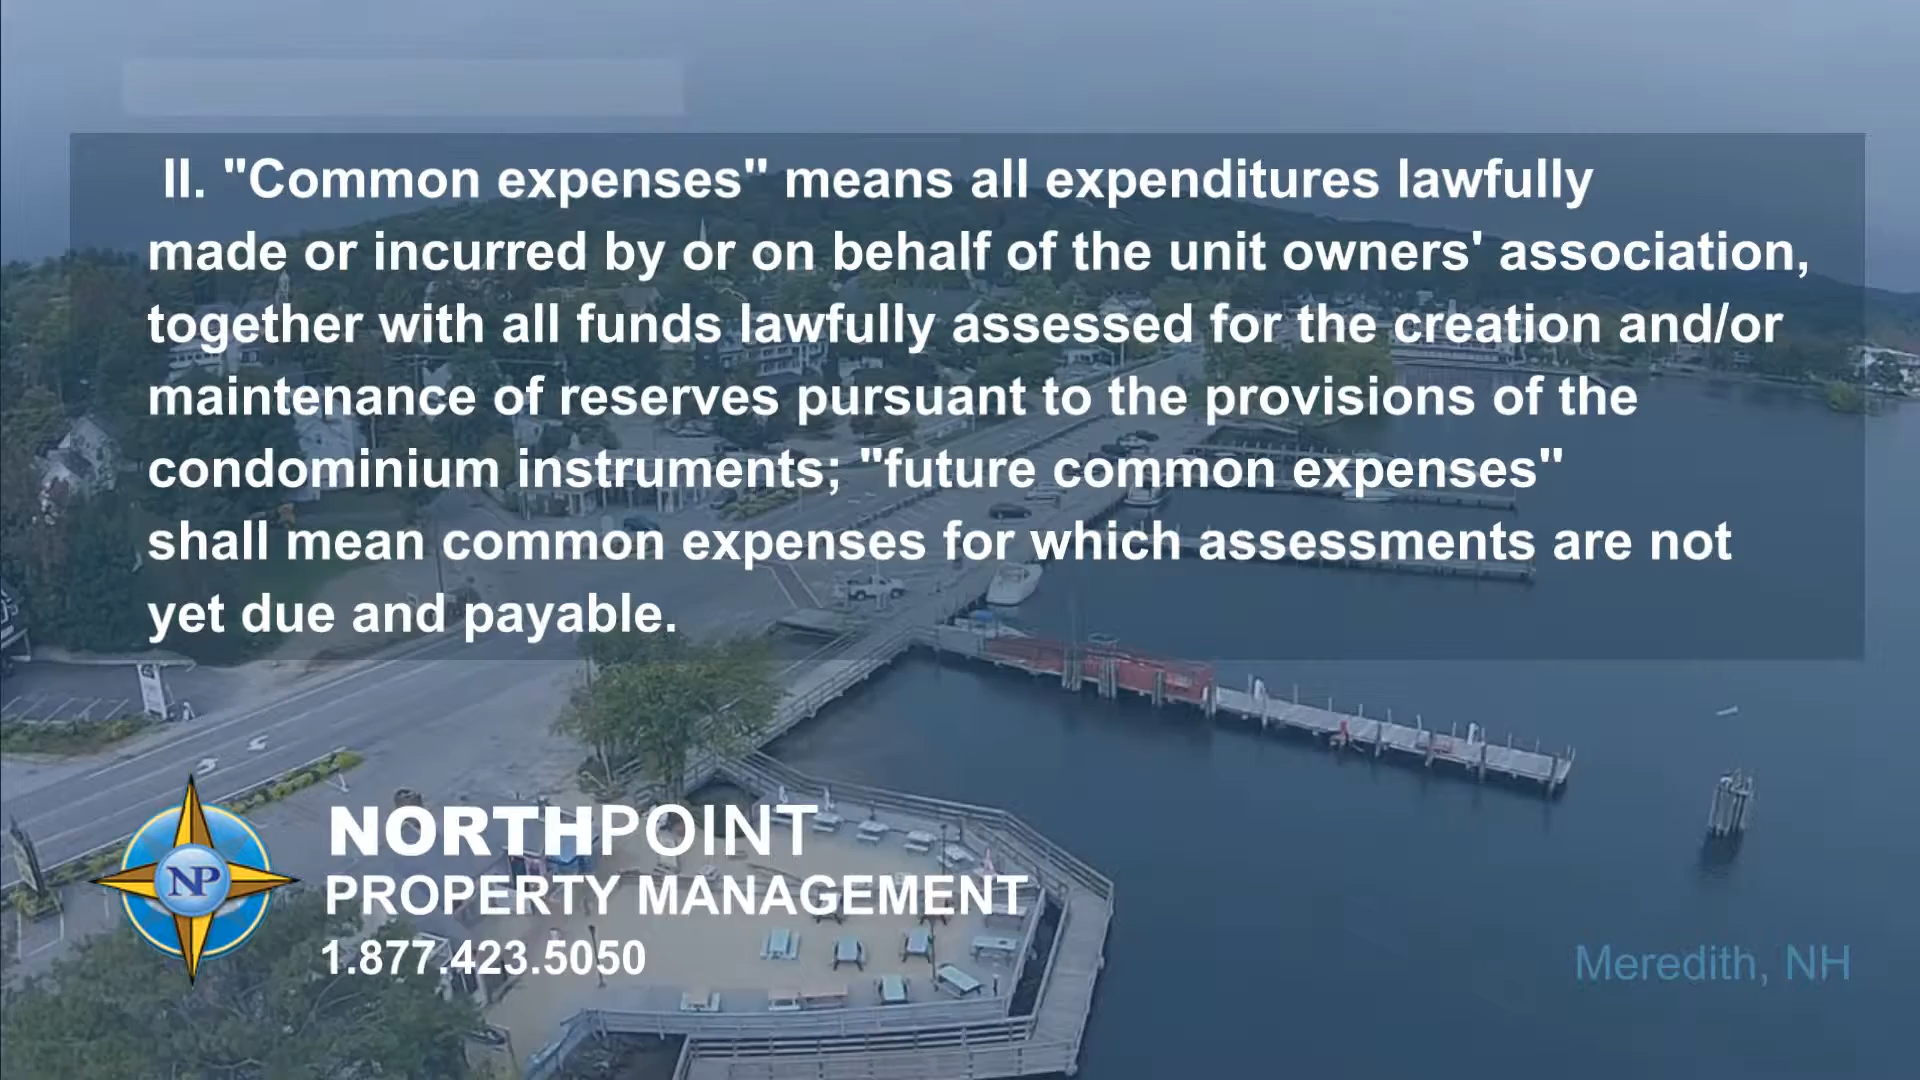 II. "Common expenses" means all expenditures lawfully
made or incurred by or on behalf of the unit owners' association,
together with all funds lawfully assessed for the creation and/or
maintenance of reserves pursuant to the provisions of the
condominium instruments; "future common expenses"
shall mean common expenses for which assessments are not
yet due and payable.
NP
NORTHPOINT
PROPERTY MANAGEMENT
1.877.423.5050
Meredith, NH